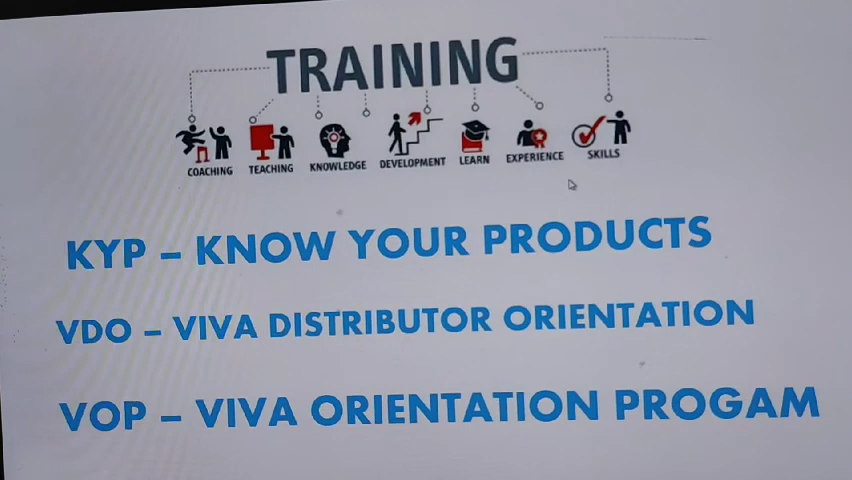 TRAINING
COACHING TEACHING KNOWLEDGE DEVELOPMENT LEARN EXPERIENCE SKILLS
KYP – KNOW YOUR PRODUCTS
VDO – VIVA DISTRIBUTOR ORIENTATION
VOP – VIVA ORIENTATION PROGAM